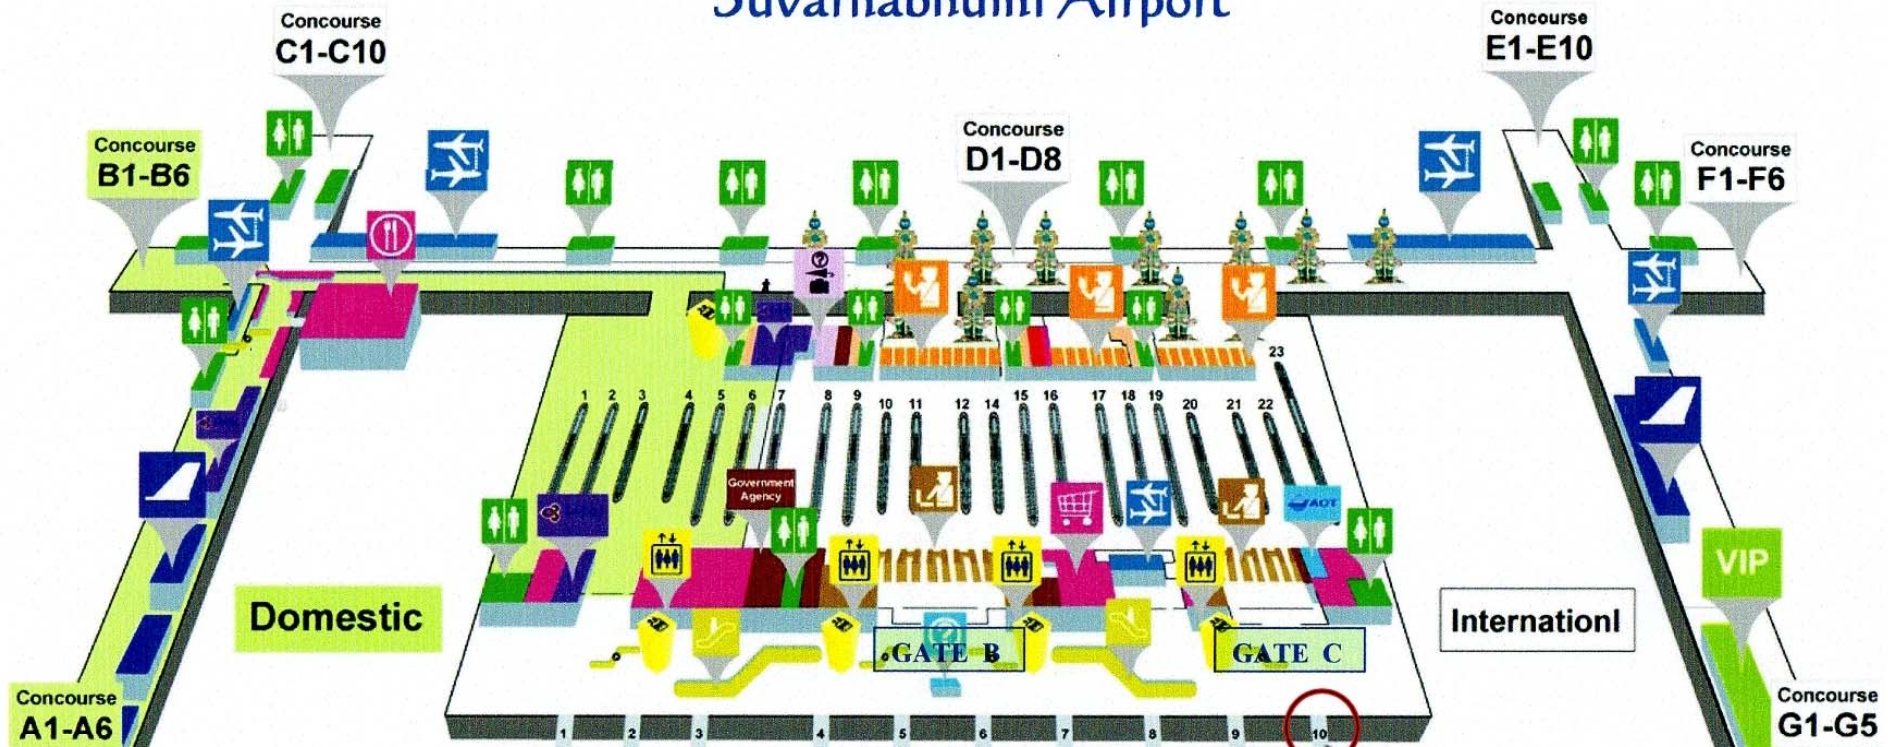 Suvarnabhumi Airport
Concourse
C1-C10
Concourse
E1-E10
Concourse
B1-B6
Concourse
D1-D8
Concourse
F1-F6
23
1 2 3 4 5 6 7 8 9 10 11 12 14 15 16 17 18 19 20 21 22
Government
Agency
AOT
VIP
Domestic
Internationl
GATE B
GATE C
Concourse
A1-A6
Concourse
G1-G5
1 2 3 4 5 6 7 8 9 10